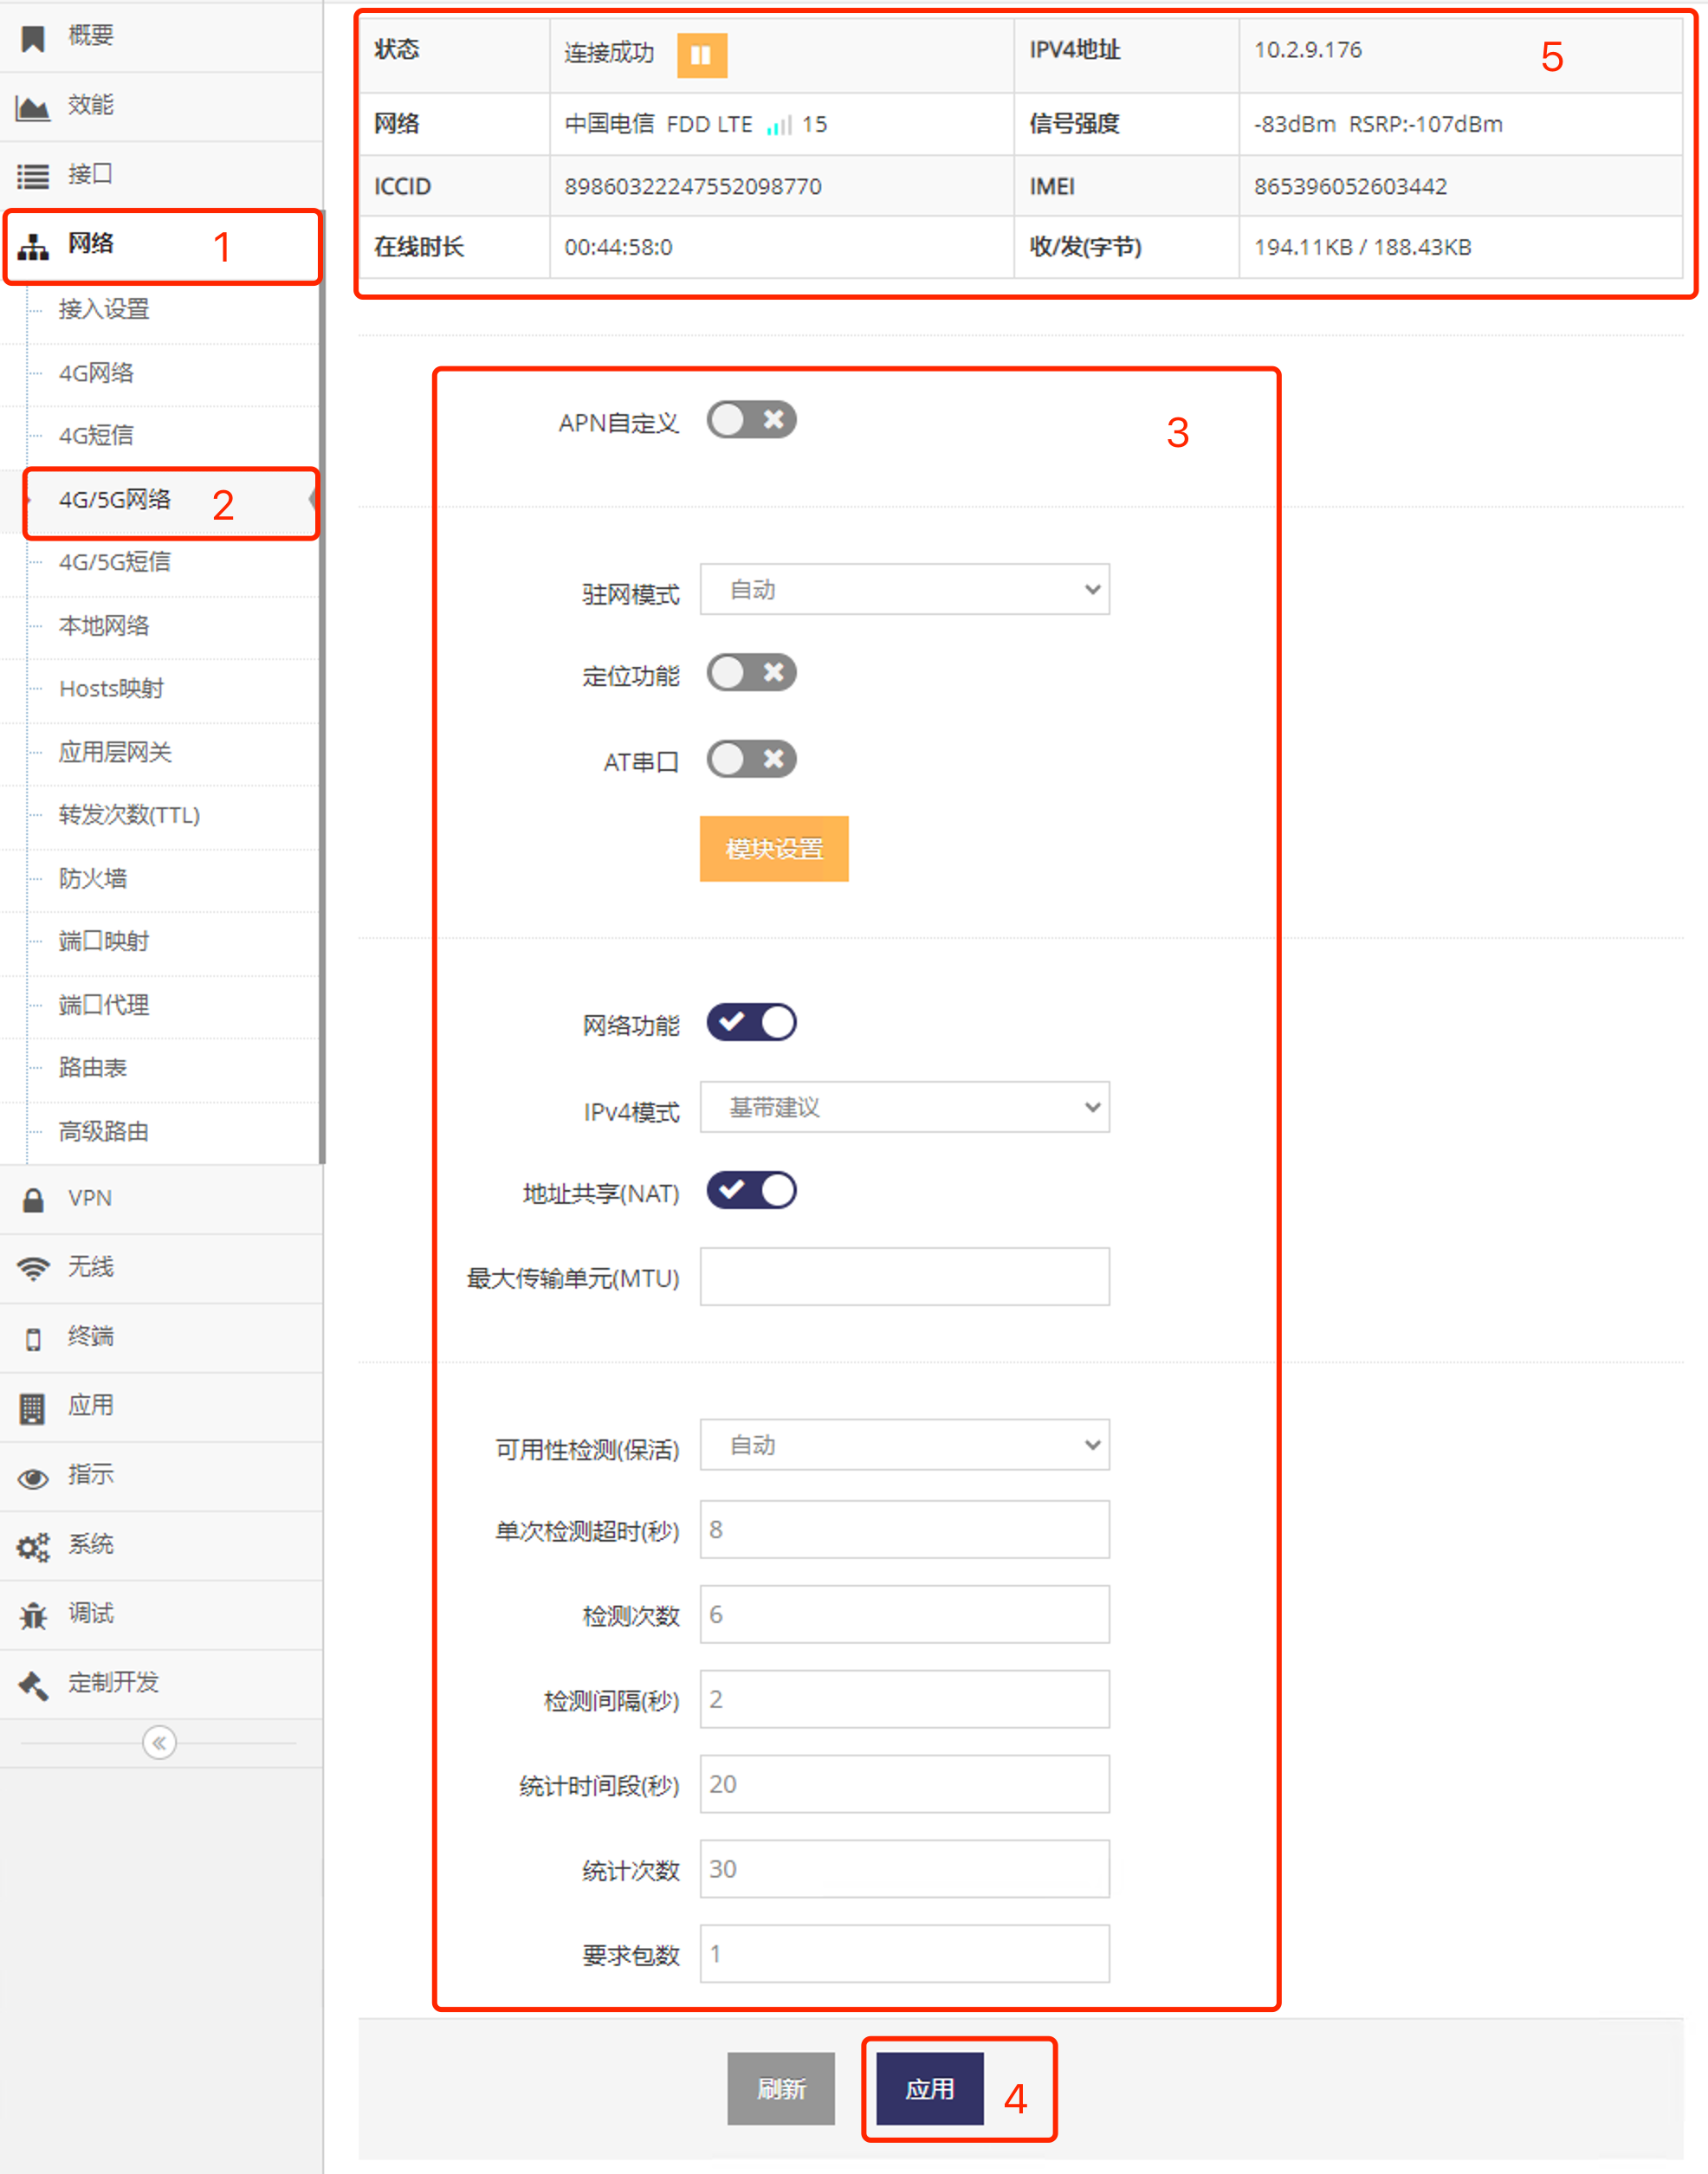 概要
效能
接口
网络 1
接入设置
4G网络
4G短信
4G/5G网络 2
4G/5G短信
本地网络
Hosts映射
应用层网关
转发次数(TTL)
防火墙
端口映射
端口代理
路由表
高级路由
VPN
无线
终端
应用
指示
系统
调试
定制开发
状态 连接成功 IPV4地址 10.2.9.176 5
网络 中国电信 FDD LTE 15 信号强度 -83dBm RSRP:-107dBm
ICCID 89860322247552098770 IMEI 865396052603442
在线时长 00:44:58:0 收/发(字节) 194.11KB / 188.43KB
APN自定义 3
驻网模式 自动
定位功能
AT串口
模块设置
网络功能
IPv4模式 基带建议
地址共享(NAT)
最大传输单元(MTU)
可用性检测(保活) 自动
单次检测超时(秒) 8
检测次数 6
检测间隔(秒) 2
统计时间段(秒) 20
统计次数 30
要求包数 1
刷新 应用 4